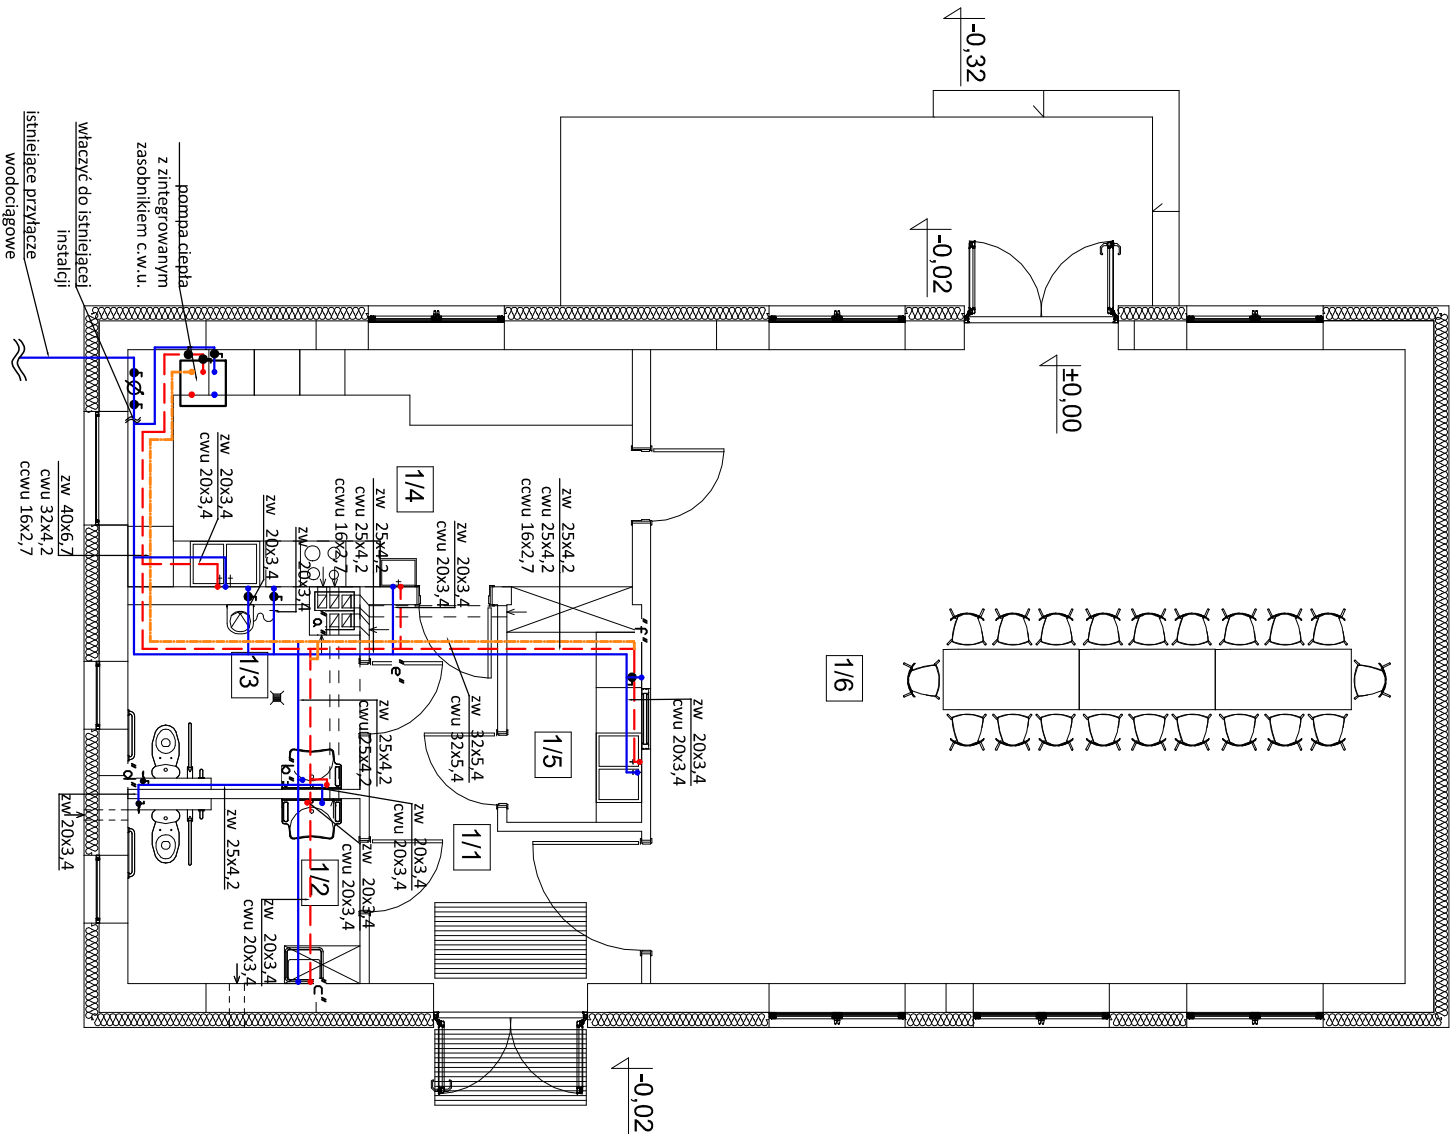 -0,32
-0,02
±0,00
pompa ciepła
z zintegrowanym
zasobnikiem c.w.u.
właczyć do istniejącej
instalcji
istniejące przyłącze
wodociągowe
zw 20x3,4
cwu 20x3,4
zw 40x6,7
cwu 32x4,2
ccwu 16x2,7
zw 20x3,4
zw 20x3,4
zw 25x4,2
cwu 25x4,2
ccwu 16x2,7
1/4
zw 20x3,4
cwu 20x3,4
zw 25x4,2
cwu 25x4,2
ccwu 16x2,7
"a"
"e"
"f"
1/3
1/6
zw 25x4,2
cwu 25x4,2
zw 32x5,4
cwu 32x5,4
zw 20x3,4
cwu 20x3,4
1/5
"b"
"d"
zw 20x3,4
zw 25x4,2
zw 20x3,4
cwu 20x3,4
1/1
zw 20x3,4
cwu 20x3,4
1/2
zw 20x3,4
cwu 20x3,4
"c"
-0,02